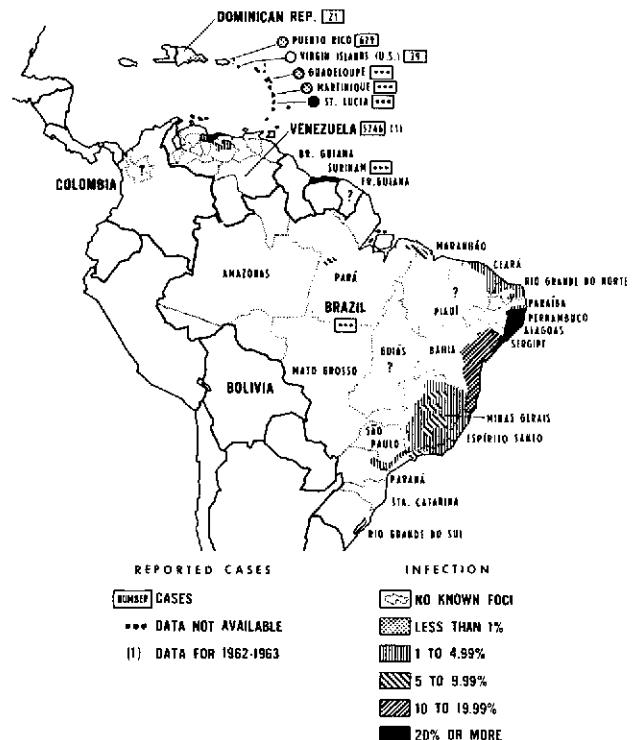 DOMINICAN REP. 21
PUERTO RICO 629
VIRGIN ISLANDS (U.S.) 39
GUADELOUPE ***
MARTINIQUE ***
ST. LUCIA ***
VENEZUELA 5746 (1)
BR. GUIANA
SURINAM ***
FR. GUIANA
?
COLOMBIA
?
MARANHÃO
CEARÁ
RIO GRANDE DO NORTE
AMAZONAS
PARÁ
?
PIAUÍ
?
PARAÍBA
PERNAMBUCO
ALAGOAS
SERGIPE
BRAZIL
***
GOIÁS
?
BAHIA
MATO GROSSO
BOLIVIA
MINAS GERAIS
ESPÍRITO SANTO
SÃO
PAULO
PARANÁ
STA. CATARINA
RIO GRANDE DO SUL
REPORTED CASES
NUMBER CASES
*** DATA NOT AVAILABLE
(1) DATA FOR 1962-1963
INFECTION
NO KNOWN FOCI
LESS THAN 1%
1 TO 4.99%
5 TO 9.99%
10 TO 19.99%
20% OR MORE